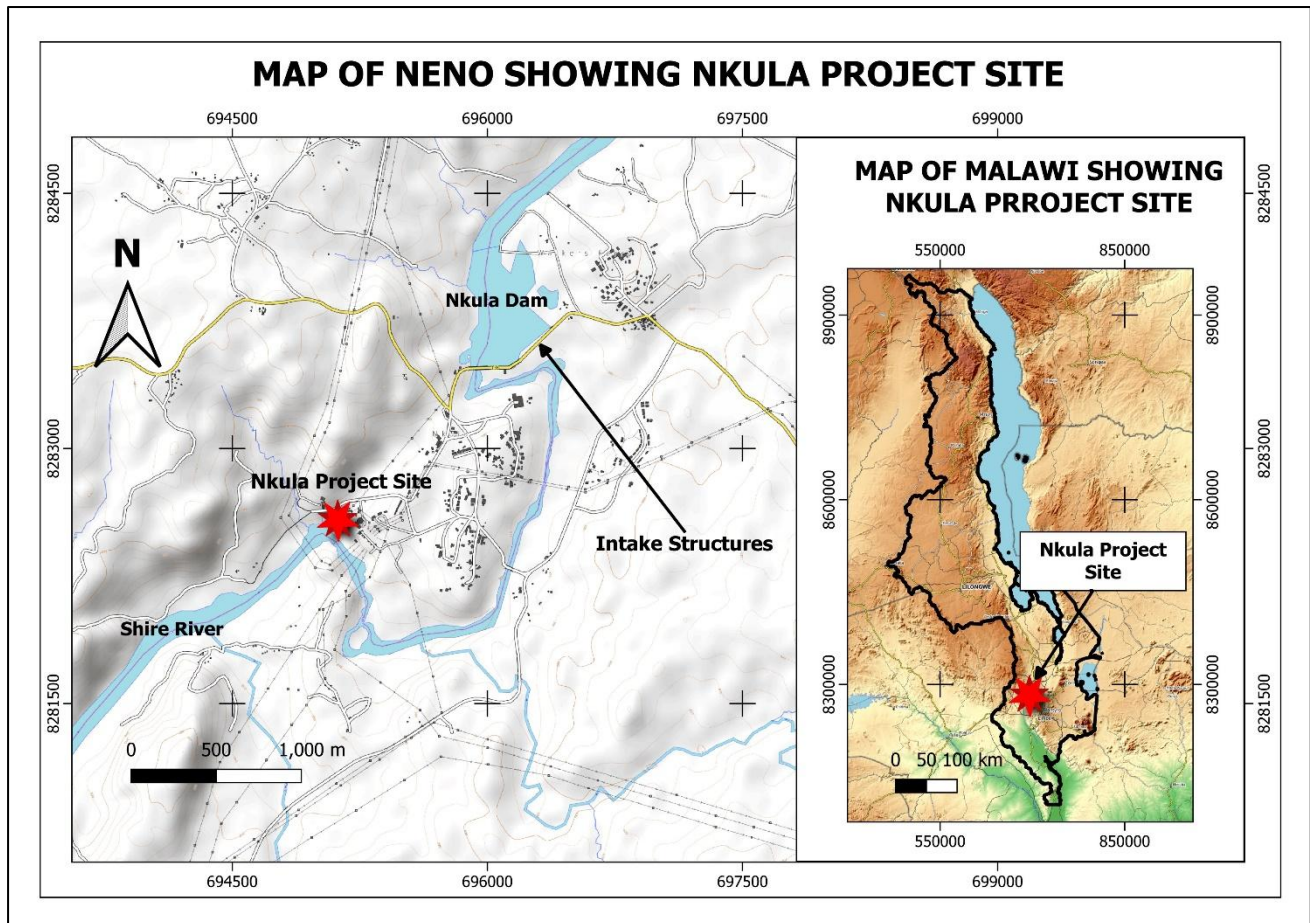 MAP OF NENO SHOWING NKULA PROJECT SITE
694500
696000
697500
699000
8284500
8283000
8281500
N
Nkula Dam
Nkula Project Site
Intake Structures
Shire River
0 500 1,000 m
694500
696000
697500
699000
MAP OF MALAWI SHOWING
NKULA PRROJECT SITE
550000
850000
8900000
8600000
8300000
8900000
8600000
8300000
LILONGWE
Nkula Project
Site
0 50 100 km
550000
850000
8284500
8283000
8281500